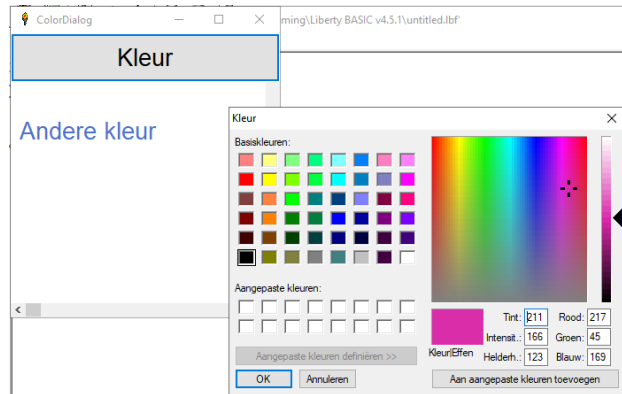 ColorDialog
ming\Liberty BASIC v4.5.1\untitled.lbf'
Kleur
Andere kleur
Kleur
Basiskleuren:
Aangepaste kleuren:
Aangepaste kleuren definiëren >>
OK Annuleren
Kleur|Effen
Tint: 211 Rood: 217
Intensit.: 166 Groen: 45
Helderh.: 123 Blauw: 169
Aan aangepaste kleuren toevoegen